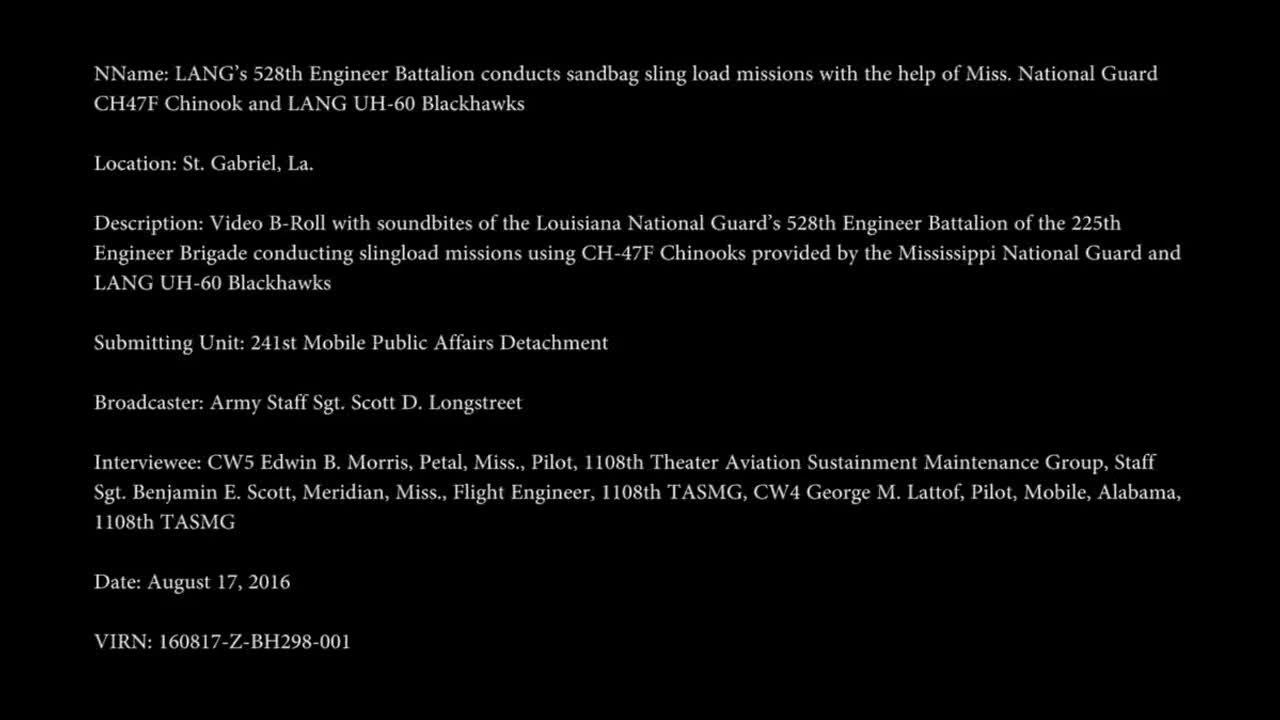 NName: LANG’s 528th Engineer Battalion conducts sandbag sling load missions with the help of Miss. National Guard
CH47F Chinook and LANG UH-60 Blackhawks
Location: St. Gabriel, La.
Description: Video B-Roll with soundbites of the Louisiana National Guard’s 528th Engineer Battalion of the 225th
Engineer Brigade conducting slingload missions using CH-47F Chinooks provided by the Mississippi National Guard and
LANG UH-60 Blackhawks
Submitting Unit: 241st Mobile Public Affairs Detachment
Broadcaster: Army Staff Sgt. Scott D. Longstreet
Interviewee: CW5 Edwin B. Morris, Petal, Miss., Pilot, 1108th Theater Aviation Sustainment Maintenance Group, Staff
Sgt. Benjamin E. Scott, Meridian, Miss., Flight Engineer, 1108th TASMG, CW4 George M. Lattof, Pilot, Mobile, Alabama,
1108th TASMG
Date: August 17, 2016
VIRN: 160817-Z-BH298-001